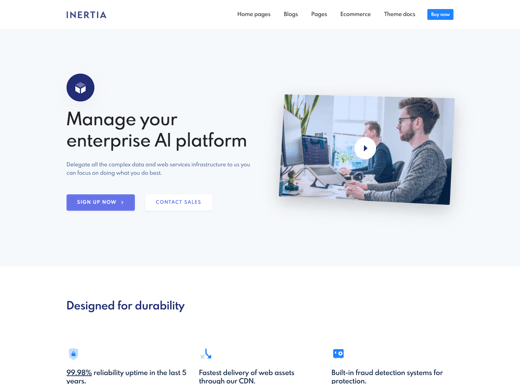 INERTIA
Home pages
Blogs
Pages
Ecommerce
Theme docs
Buy now
Manage your
enterprise AI platform
Delegate all the complex data and web services infrastructure to us you
can focus on doing what you do best.
SIGN UP NOW
CONTACT SALES
Designed for durability
99.98% reliability uptime in the last 5
years.
Fastest delivery of web assets
through our CDN.
Built-in fraud detection systems for
protection.